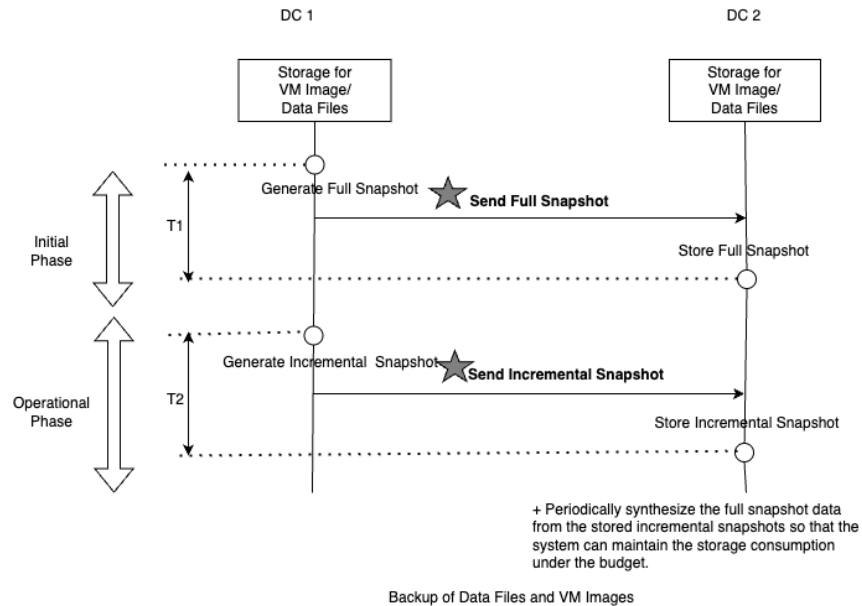 DC 1
DC 2
Storage for
VM Image/
Data Files
Storage for
VM Image/
Data Files
Generate Full Snapshot
Send Full Snapshot
T1
Initial
Phase
Store Full Snapshot
Generate Incremental Snapshot
Send Incremental Snapshot
T2
Operational
Phase
Store Incremental Snapshot
+ Periodically synthesize the full snapshot data
from the stored incremental snapshots so that the
system can maintain the storage consumption
under the budget.
Backup of Data Files and VM Images